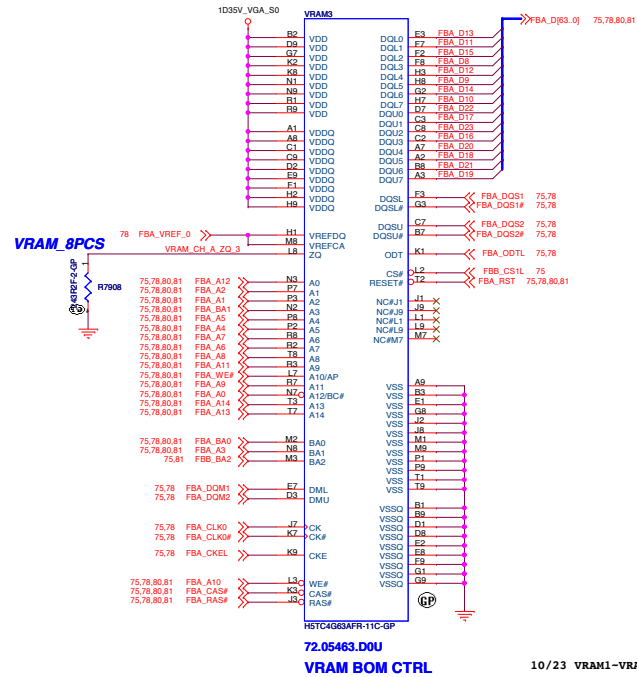 1D35V_VGA_S0
VRAM3
FBA_D[63..0] 75,78,80,81
B2 VDD DQL0 E3 FBA_D13
D9 VDD DQL1 F7 FBA_D11
G7 VDD DQL2 F2 FBA_D15
K2 VDD DQL3 F8 FBA_D8
K8 VDD DQL4 H3 FBA_D12
N1 VDD DQL5 H8 FBA_D9
N9 VDD DQL6 G2 FBA_D14
R1 VDD DQL7 H7 FBA_D10
R9 VDD DQU0 D7 FBA_D22
DQU1 C3 FBA_D17
A1 VDDQ DQU2 C8 FBA_D23
A8 VDDQ DQU3 C2 FBA_D16
C1 VDDQ DQU4 A7 FBA_D20
C9 VDDQ DQU5 A2 FBA_D18
D2 VDDQ DQU6 B8 FBA_D21
E9 VDDQ DQU7 A3 FBA_D19
F1 VDDQ
H2 VDDQ DQSL F3 FBA_DQS1 75,78
H9 VDDQ DQSL# G3 FBA_DQS1# 75,78
DQSU C7 FBA_DQS2 75,78
78 FBA_VREF_0 H1 VREFDQ DQSU# B7 FBA_DQS2# 75,78
M8 VREFCA
VRAM_8PCS
VRAM_CH_A_ZQ_3 L8 ZQ ODT K1 FBA_ODTL 75,78
R7908
CS# L2 FBB_CS1L 75
75,78,80,81 FBA_A12 N3 A0 RESET# T2 FBA_RST 75,78,80,81
75,78,80,81 FBA_A2 P7 A1
75,78,80,81 FBA_A1 P3 A2 NC#J1 J1
75,78,80,81 FBA_BA1 N2 A3 NC#J9 J9
75,78,80,81 FBA_A5 P8 A4 NC#L1 L1
75,78,80,81 FBA_A4 P2 A5 NC#L9 L9
75,78,80,81 FBA_A7 R8 A6 NC#M7 M7
75,78,80,81 FBA_A6 R2 A7
75,78,80,81 FBA_A8 T8 A8
75,78,80,81 FBA_A11 R3 A9
75,78,80,81 FBA_WE# L7 A10/AP
75,78,80,81 FBA_A9 R7 A11 VSS A9
75,78,80,81 FBA_A0 N7 A12/BC# VSS B3
75,78,80,81 FBA_A14 T3 A13 VSS E1
75,78,80,81 FBA_A13 T7 A14 VSS G8
VSS J2
VSS J8
75,78,80,81 FBA_BA0 M2 BA0 VSS M1
75,78,80,81 FBA_A3 N8 BA1 VSS M9
75,81 FBB_BA2 M3 BA2 VSS P1
VSS P9
VSS T1
75,78 FBA_DQM1 E7 DML VSS T9
75,78 FBA_DQM2 D3 DMU
VSSQ B1
VSSQ B9
75,78 FBA_CLK0 J7 CK VSSQ D1
75,78 FBA_CLK0# K7 CK# VSSQ D8
VSSQ E2
75,78 FBA_CKEL K9 CKE VSSQ E8
VSSQ F9
VSSQ G1
75,78,80,81 FBA_A10 L3 WE# VSSQ G9
75,78,80,81 FBA_CAS# K3 CAS#
75,78,80,81 FBA_RAS# J3 RAS#
GP
H5TC4G63AFR-11C-GP
72.05463.D0U
VRAM BOM CTRL
10/23 VRAM1~VRA